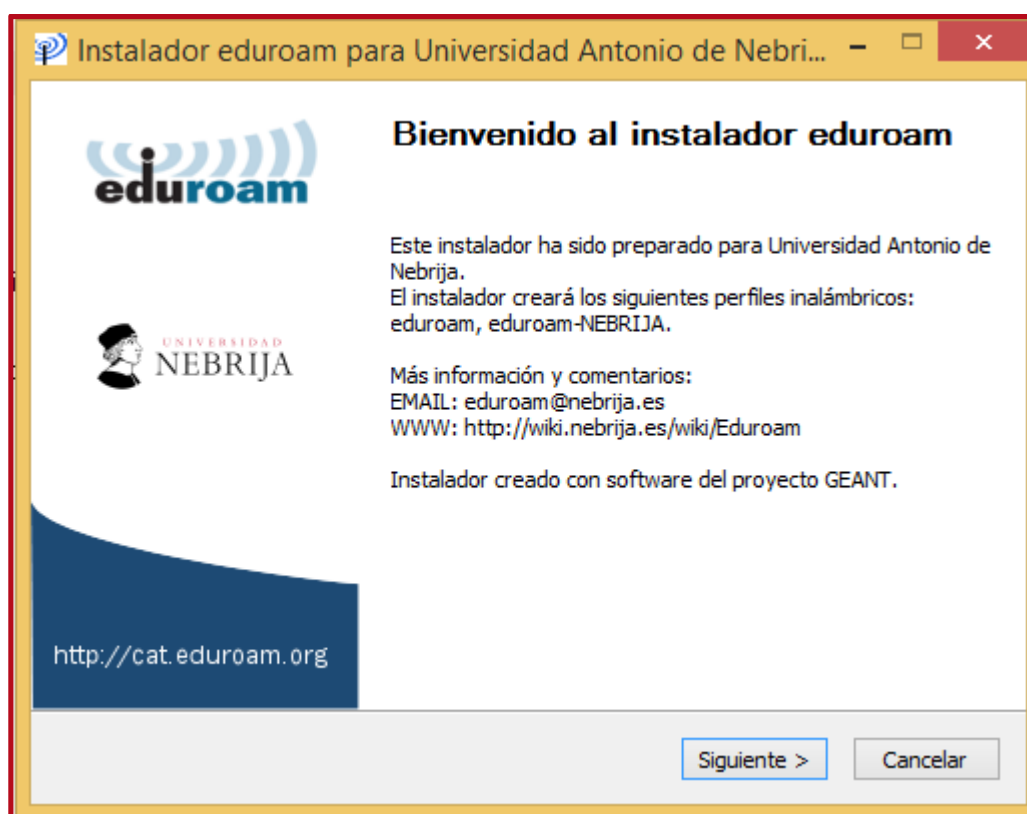 Instalador eduroam para Universidad Antonio de Nebri...
eduroam
Bienvenido al instalador eduroam
Este instalador ha sido preparado para Universidad Antonio de
Nebrija.
El instalador creará los siguientes perfiles inalámbricos:
eduroam, eduroam-NEBRIJA.
UNIVERSIDAD
NEBRIJA
Más información y comentarios:
EMAIL: eduroam@nebrija.es
WWW: http://wiki.nebrija.es/wiki/Eduroam
Instalador creado con software del proyecto GEANT.
http://cat.eduroam.org
Siguiente >
Cancelar